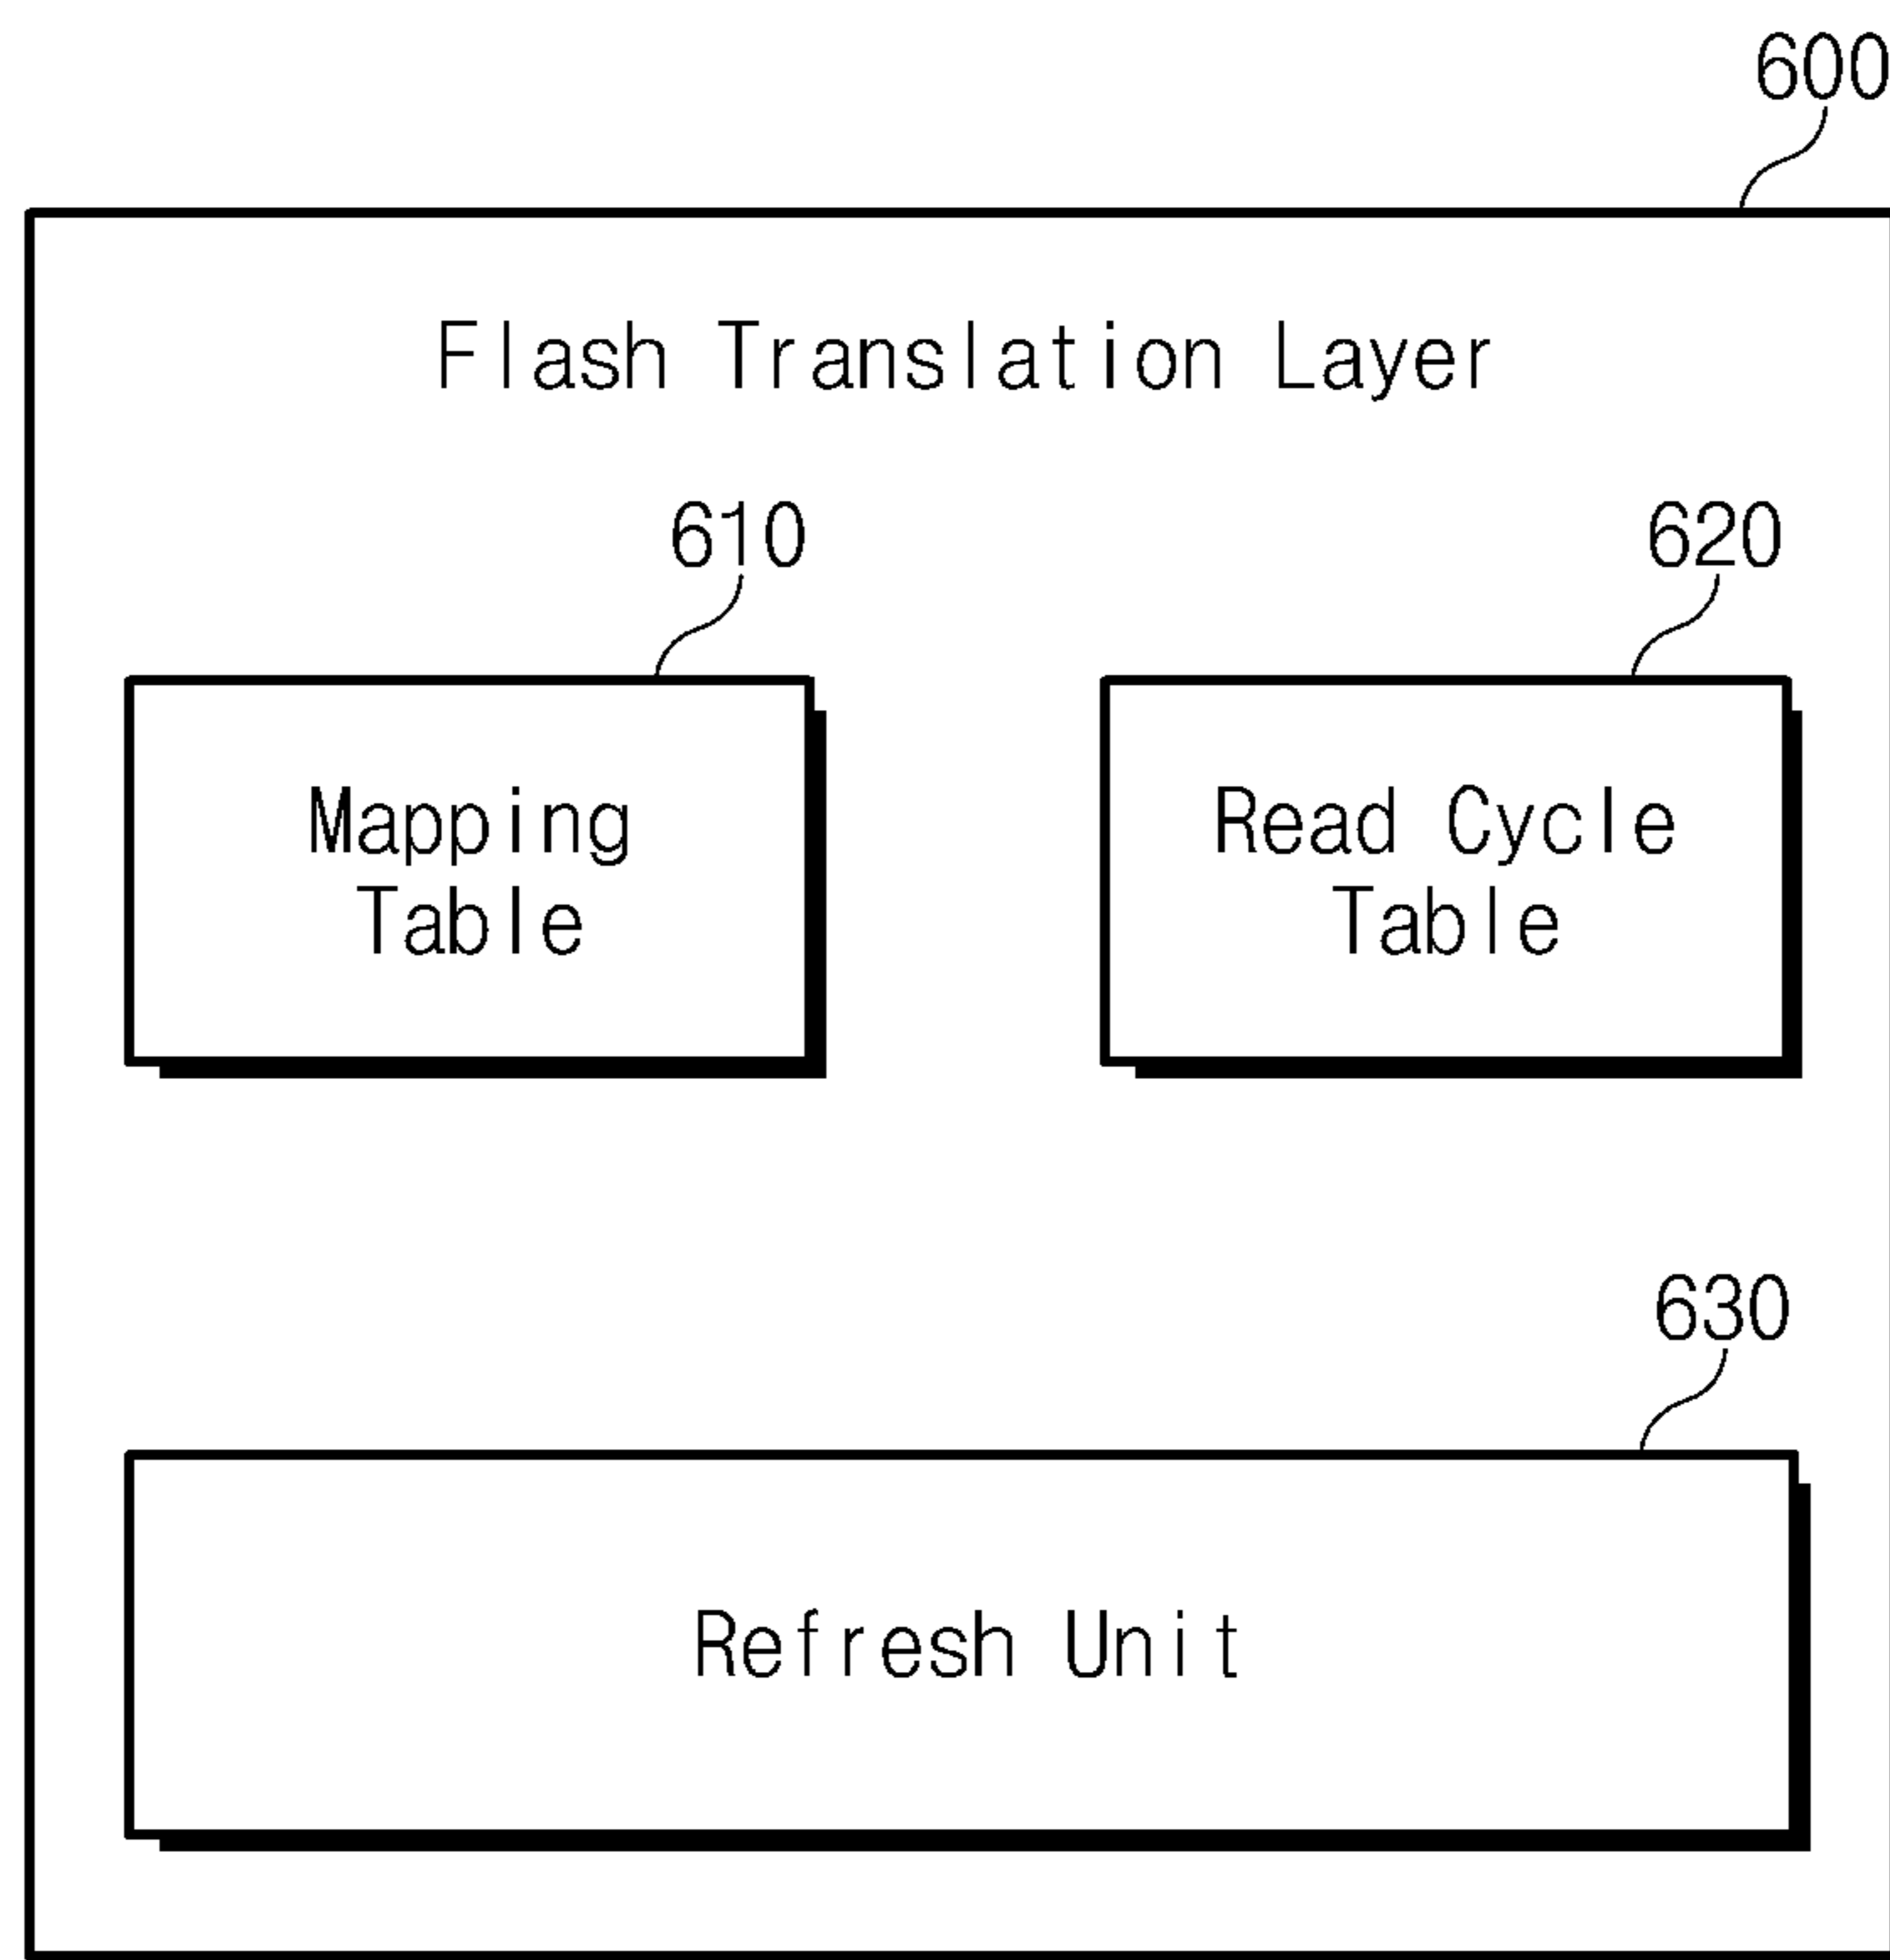 600
Flash Translation Layer
610
620
Mapping
Table
Read Cycle
Table
630
Refresh Unit